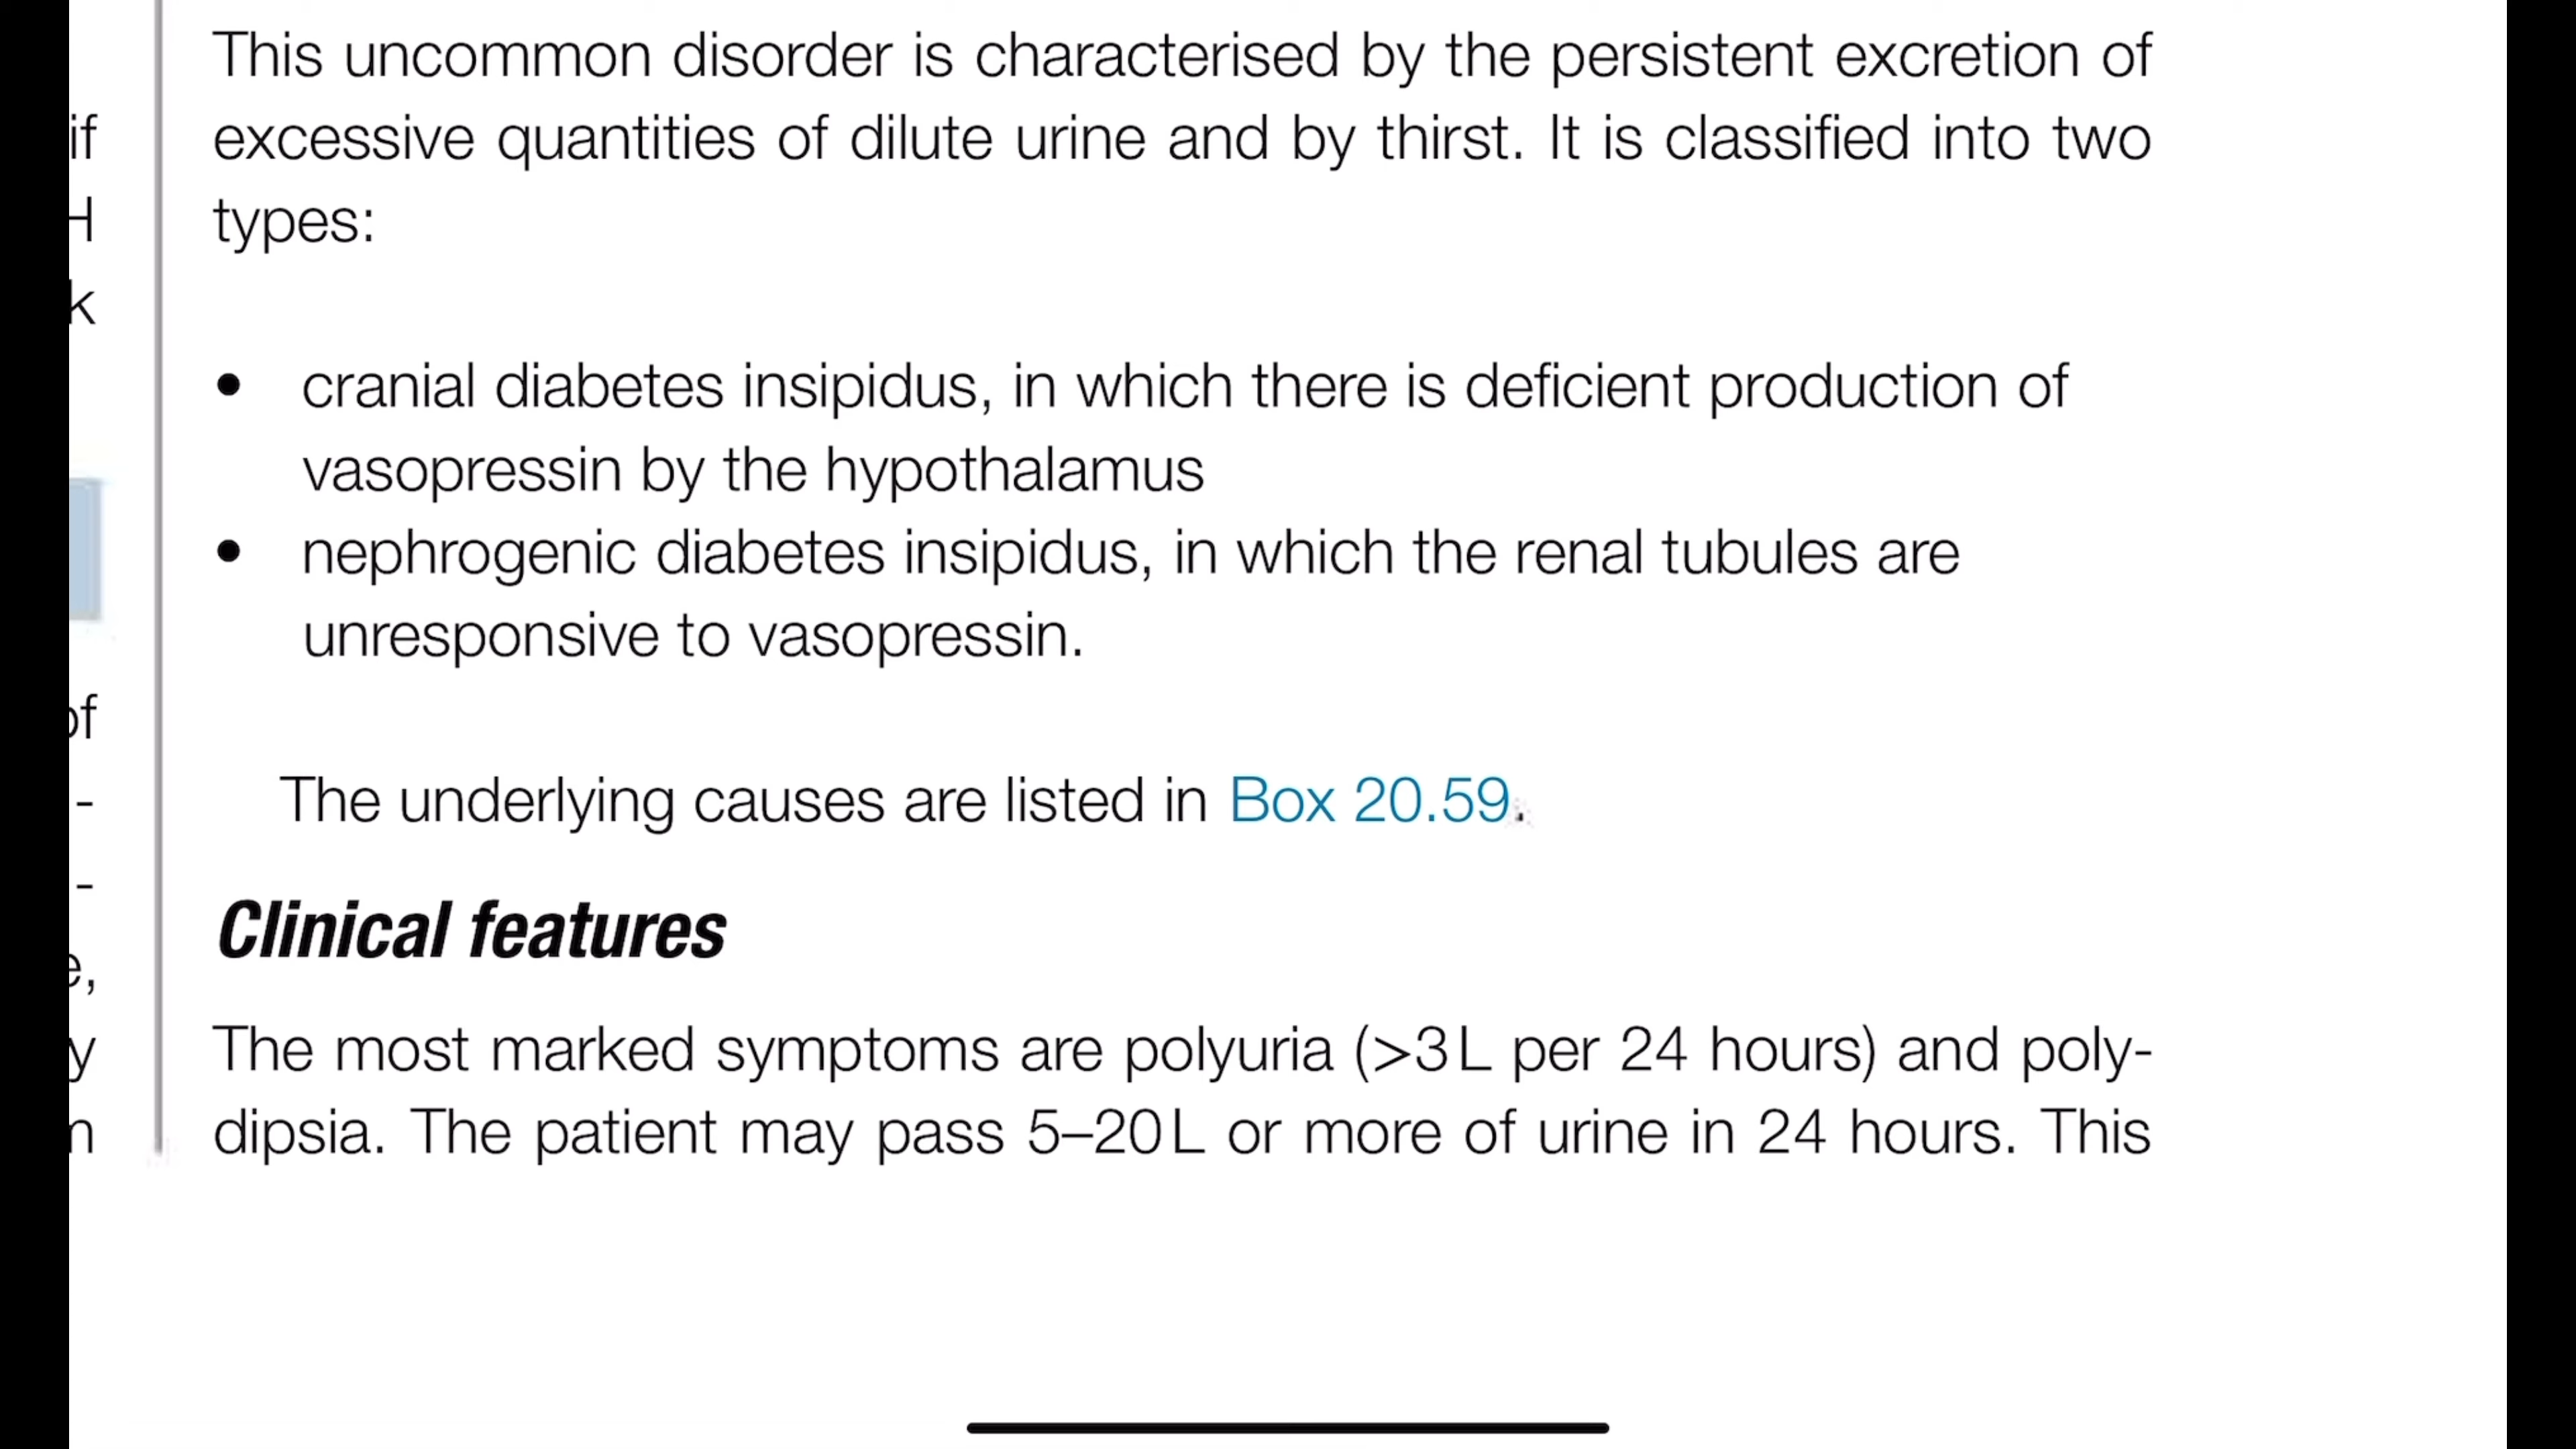 This uncommon disorder is characterised by the persistent excretion of
if
excessive quantities of dilute urine and by thirst. It is classified into two
types:
k
• cranial diabetes insipidus, in which there is deficient production of
vasopressin by the hypothalamus
• nephrogenic diabetes insipidus, in which the renal tubules are
unresponsive to vasopressin.
of
The underlying causes are listed in Box 20.59.
-
-
Clinical features
e,
y
The most marked symptoms are polyuria (>3 L per 24 hours) and poly-
dipsia. The patient may pass 5–20 L or more of urine in 24 hours. This